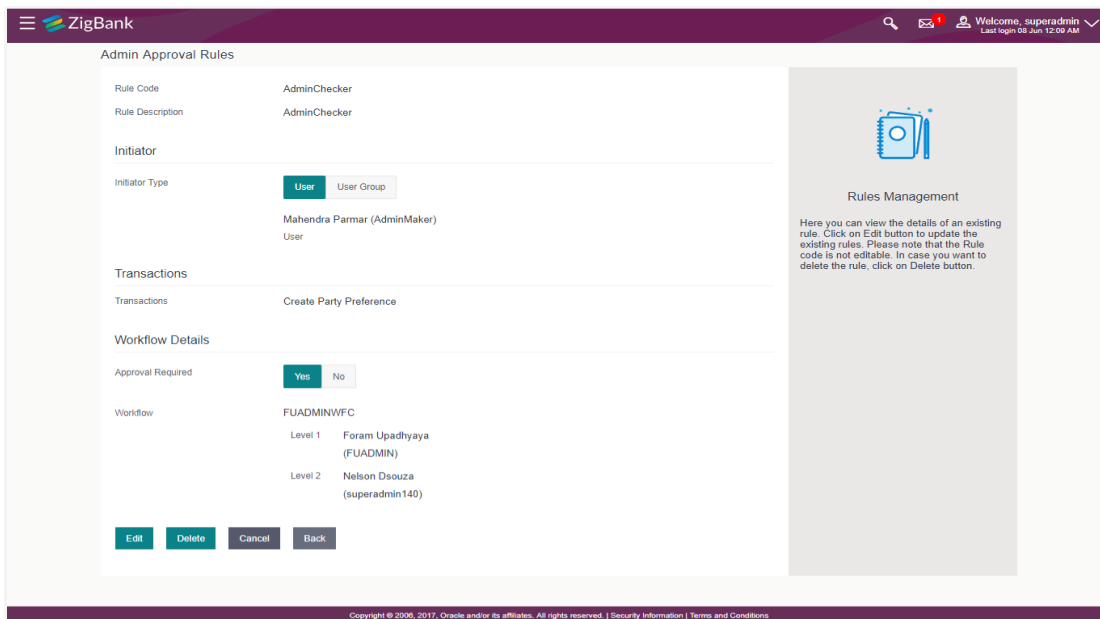 ZigBank
1
Welcome, superadmin
Last login 08 Jun 12:09 AM
Admin Approval Rules
Rule Code AdminChecker
Rule Description AdminChecker
Initiator
Initiator Type User User Group
Mahendra Parmar (AdminMaker)
User
Transactions
Transactions Create Party Preference
Workflow Details
Approval Required Yes No
Workflow FUADMINWFC
Level 1 Foram Upadhyaya
(FUADMIN)
Level 2 Nelson Dsouza
(superadmin140)
Edit Delete Cancel Back
Rules Management
Here you can view the details of an existing
rule. Click on Edit button to update the
existing rules. Please note that the Rule
code is not editable. In case you want to
delete the rule, click on Delete button.
Copyright © 2006, 2017, Oracle and/or its affiliates. All rights reserved. | Security Information | Terms and Conditions